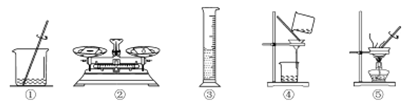 ① ② ③ ④ ⑤